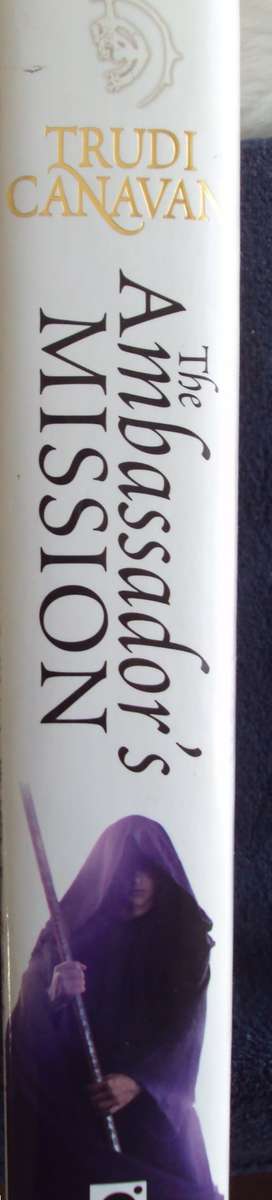 TRUDI
CANAVAN
The
Ambassador's
MISSION